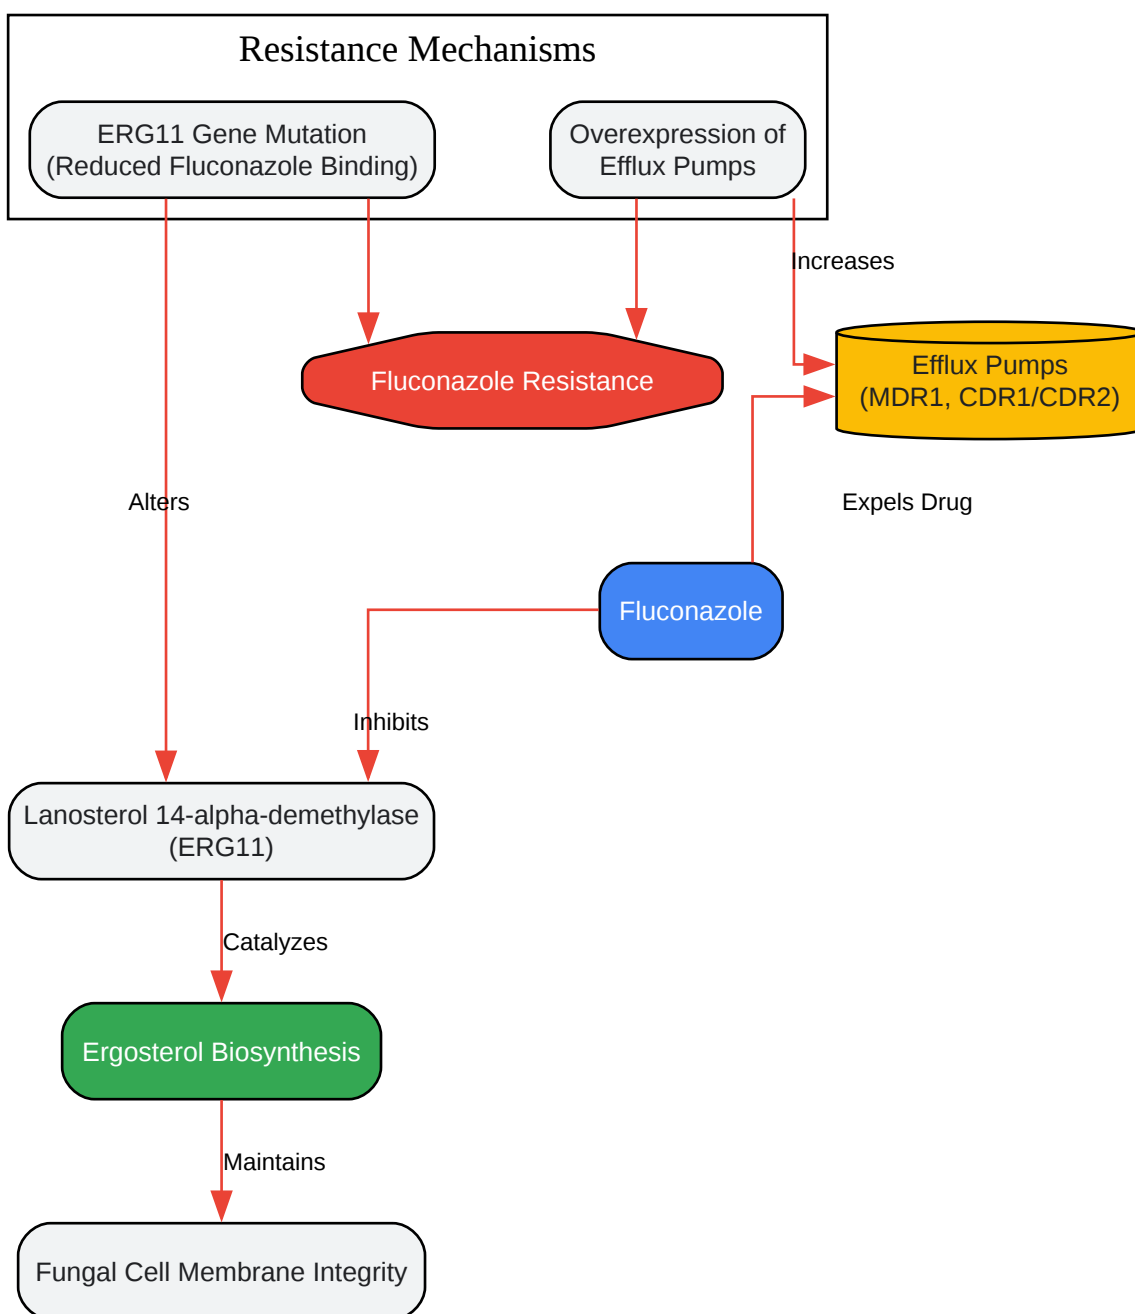 Resistance Mechanisms
ERG11 Gene Mutation
(Reduced Fluconazole Binding)
Overexpression of
Efflux Pumps
Increases
Fluconazole Resistance
Efflux Pumps
(MDR1, CDR1/CDR2)
Alters
Expels Drug
Fluconazole
Inhibits
Lanosterol 14-alpha-demethylase
(ERG11)
Catalyzes
Ergosterol Biosynthesis
Maintains
Fungal Cell Membrane Integrity